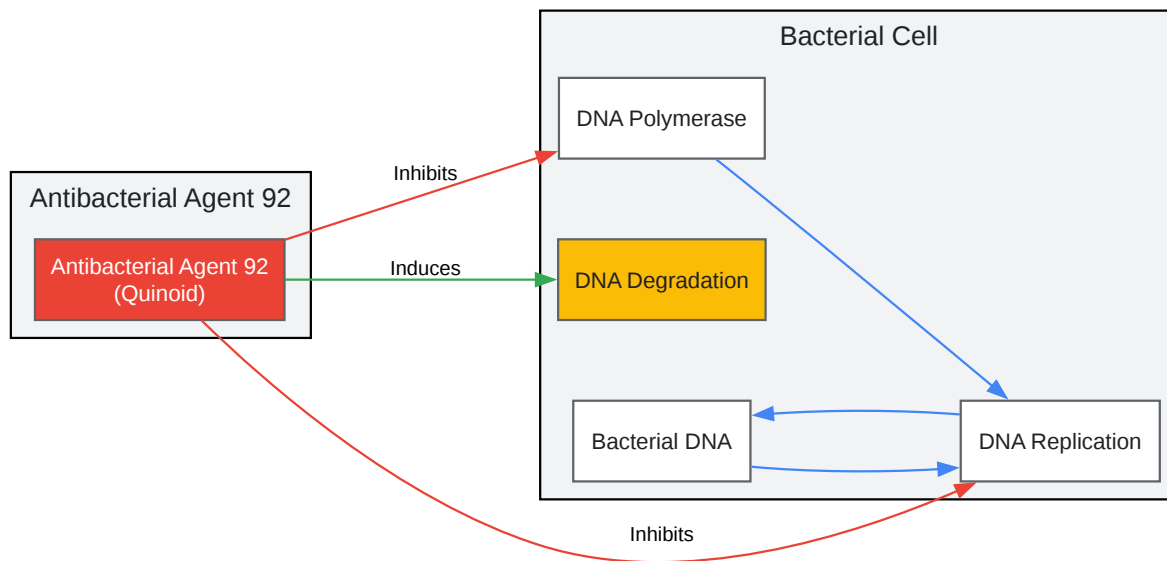 Bacterial Cell
DNA Polymerase
Inhibits
Antibacterial Agent 92
Antibacterial Agent 92
(Quinoid)
Induces
DNA Degradation
Bacterial DNA
DNA Replication
Inhibits